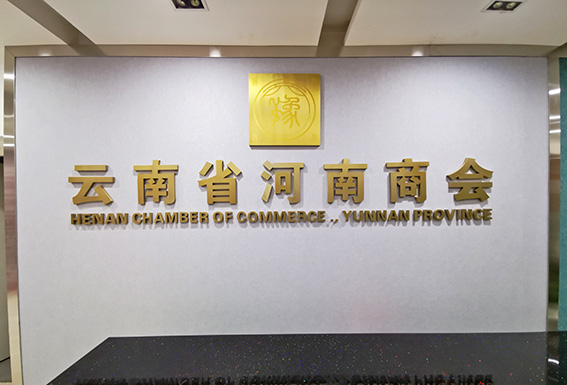 豫
云南省河南商会
HENAN CHAMBER OF COMMERCE ., YUNNAN PROVINCE